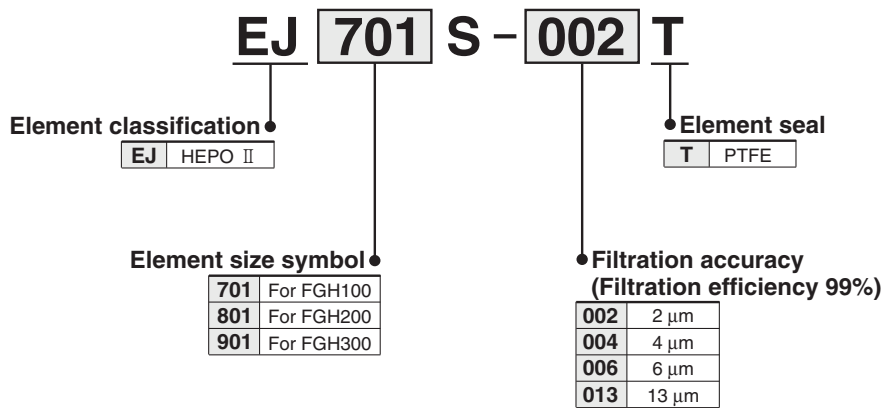 EJ 701 S – 002 T
Element classification
EJ HEPO Ⅱ
Element seal
T PTFE
Element size symbol
701 For FGH100
801 For FGH200
901 For FGH300
Filtration accuracy
(Filtration efficiency 99%)
002 2 μm
004 4 μm
006 6 μm
013 13 μm